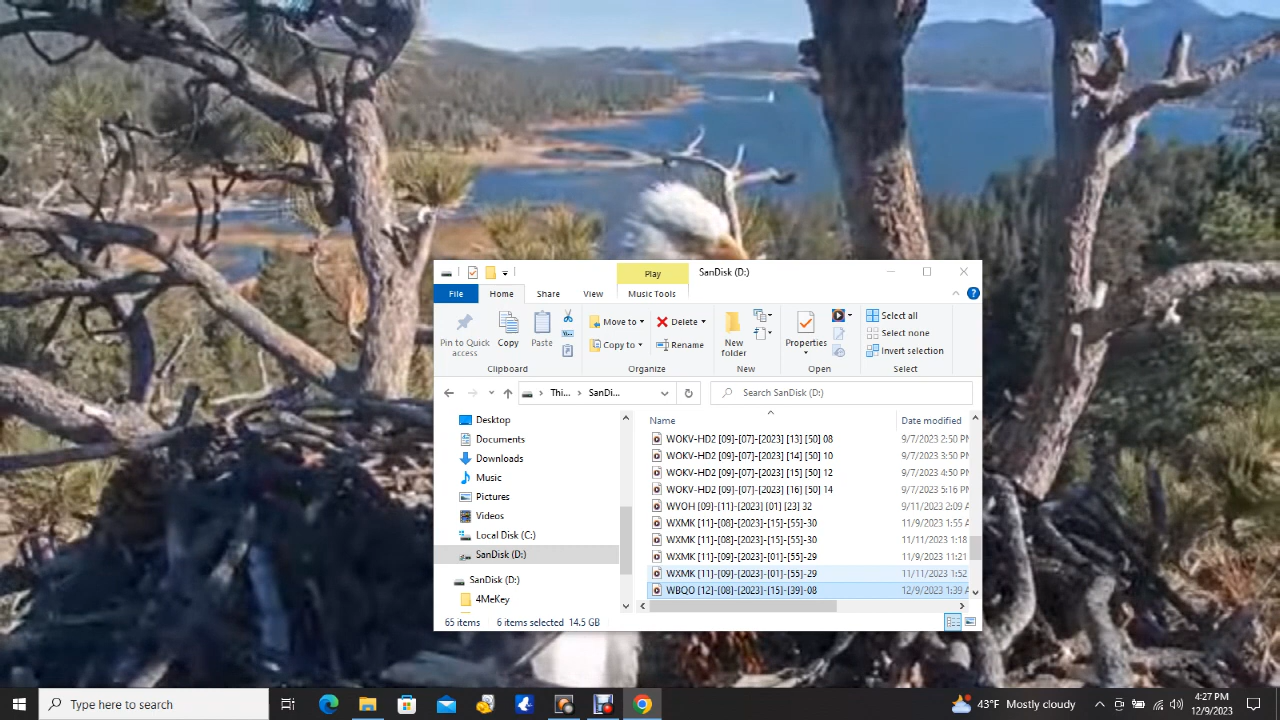 Play
SanDisk (D:)
File
Home
Share
View
Music Tools
Pin to Quick access
Copy
Paste
Move to
Copy to
Delete
Rename
New folder
Properties
Select all
Select none
Invert selection
Clipboard
Organize
New
Open
Select
Thi...
SanDi...
Search SanDisk (D:)
Desktop
Documents
Downloads
Music
Pictures
Videos
Local Disk (C:)
SanDisk (D:)
SanDisk (D:)
4MeKey
Name Date modified
WOKV-HD2 [09]-[07]-[2023] [13] [50] 08 9/7/2023 2:50 PM
WOKV-HD2 [09]-[07]-[2023] [14] [50] 10 9/7/2023 3:50 PM
WOKV-HD2 [09]-[07]-[2023] [15] [50] 12 9/7/2023 4:50 PM
WOKV-HD2 [09]-[07]-[2023] [16] [50] 14 9/7/2023 5:16 PM
WVOH [09]-[11]-[2023] [01] [23] 32 9/11/2023 2:09 A
WXMK [11]-[08]-[2023]-[15]-[55]-30 11/9/2023 1:55 A
WXMK [11]-[08]-[2023]-[15]-[55]-30 11/11/2023 1:18
WXMK [11]-[09]-[2023]-[01]-[55]-29 11/9/2023 11:21
WXMK [11]-[09]-[2023]-[01]-[55]-29 11/11/2023 1:52
WBQO [12]-[08]-[2023]-[15]-[39]-08 12/9/2023 1:39 A
65 items 6 items selected 14.5 GB
Type here to search
43°F Mostly cloudy
4:27 PM
12/9/2023